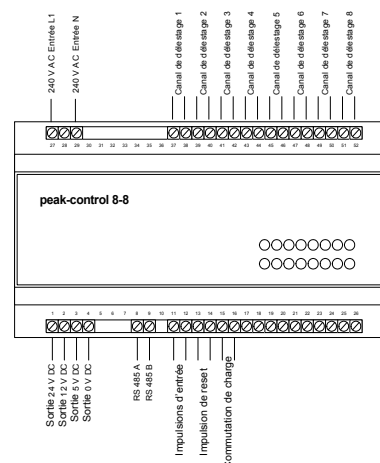 240 V AC Entrée L1
240 V AC Entrée N
Canal de délestage 1
Canal de délestage 2
Canal de délestage 3
Canal de délestage 4
Canal de délestage 5
Canal de délestage 6
Canal de délestage 7
Canal de délestage 8
27 28 29 30 31 32 33 34 35 36 37 38 39 40 41 42 43 44 45 46 47 48 49 50 51 52
peak-control 8-8
1 2 3 4 5 6 7 8 9 10 11 12 13 14 15 16 17 18 19 20 21 22 23 24 25 26
Sortie 24 V DC
Sortie 12 V DC
Sortie 5 V DC
Sortie 0 V DC
RS 485 A
RS 485 B
Impulsions d'entrée
Impulsion de reset
Commutation de charge